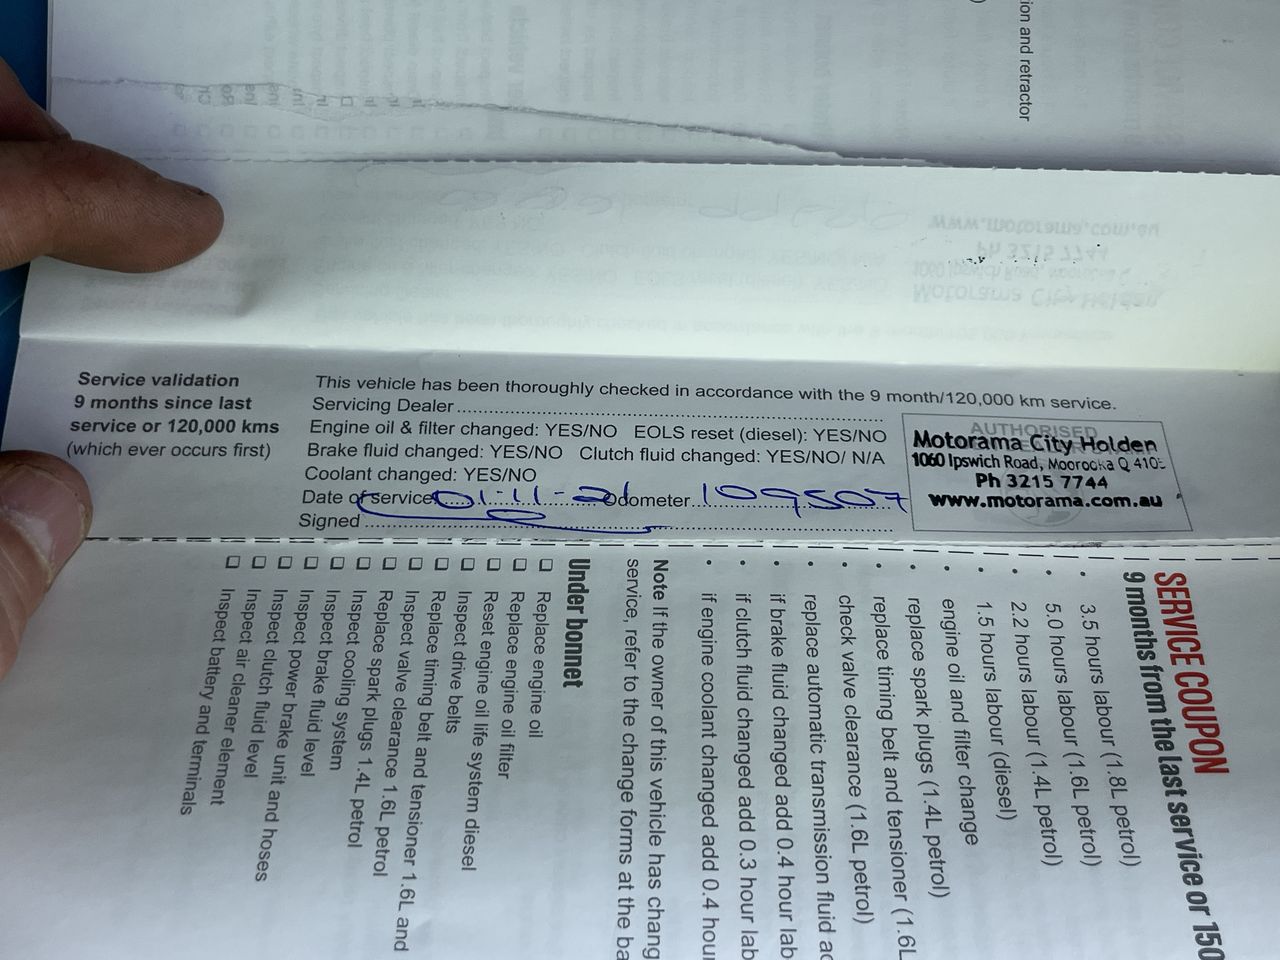 ion and retractor
Service validation
9 months since last
service or 120,000 kms
(which ever occurs first)
This vehicle has been thoroughly checked in accordance with the 9 month/120,000 km service.
Servicing Dealer
Engine oil & filter changed: YES/NO EOLS reset (diesel): YES/NO
Brake fluid changed: YES/NO Clutch fluid changed: YES/NO/ N/A
Coolant changed: YES/NO
Date of service 01-11-21 Odometer 109507
Signed
AUTHORISED
Motorama City Holden
1060 Ipswich Road, Moorooka Q 4105
Ph 3215 7744
www.motorama.com.au
SERVICE COUPON
9 months from the last service or 150
• 3.5 hours labour (1.8L petrol)
• 5.0 hours labour (1.6L petrol)
• 2.2 hours labour (1.4L petrol)
• 1.5 hours labour (diesel)
• engine oil and filter change
• replace spark plugs (1.4L petrol)
• replace timing belt and tensioner (1.6L
• check valve clearance (1.6L petrol)
• replace automatic transmission fluid
• if brake fluid changed add 0.4 hour lab
• if clutch fluid changed add 0.3 hour lab
• if engine coolant changed add 0.4 hour
Note If the owner of this vehicle has chang
service, refer to the change forms at the ba
Under bonnet
☐ Replace engine oil
☐ Replace engine oil filter
☐ Reset engine oil life system diesel
☐ Inspect drive belts
☐ Replace timing belt and tensioner 1.6L and
☐ Inspect valve clearance 1.6L petrol
☐ Replace spark plugs 1.4L petrol
☐ Inspect cooling system
☐ Inspect brake fluid level
☐ Inspect power brake unit and hoses
☐ Inspect clutch fluid level
☐ Inspect air cleaner element
☐ Inspect battery and terminals